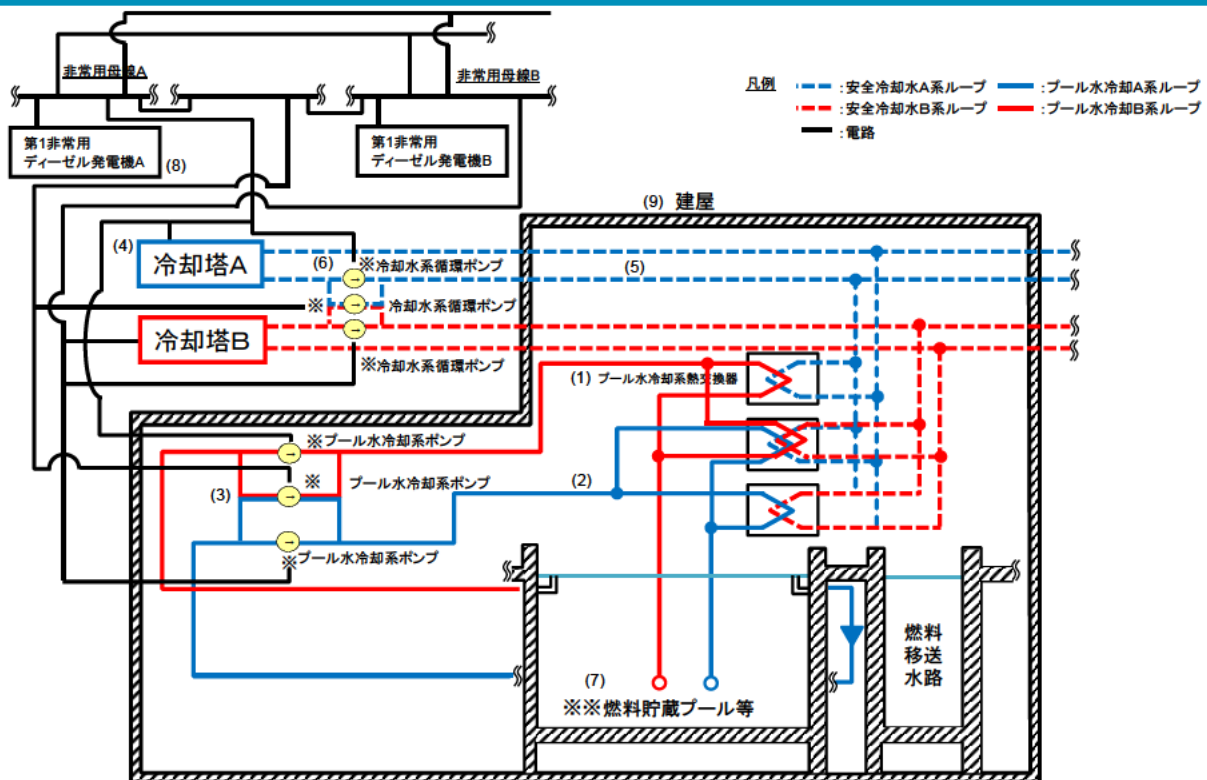 非常用母線A
非常用母線B
第1非常用
ディーゼル発電機A
(8)
第1非常用
ディーゼル発電機B
凡例
:安全冷却水A系ループ
:プール水冷却A系ループ
:安全冷却水B系ループ
:プール水冷却B系ループ
:電路
(9) 建屋
(4)
冷却塔A
(6)
※冷却水系循環ポンプ
(5)
※
冷却水系循環ポンプ
冷却塔B
※冷却水系循環ポンプ
(1) プール水冷却系熱交換器
※プール水冷却系ポンプ
(3)
※
プール水冷却系ポンプ
(2)
※プール水冷却系ポンプ
(7)
※※燃料貯蔵プール等
燃料
移送
水路